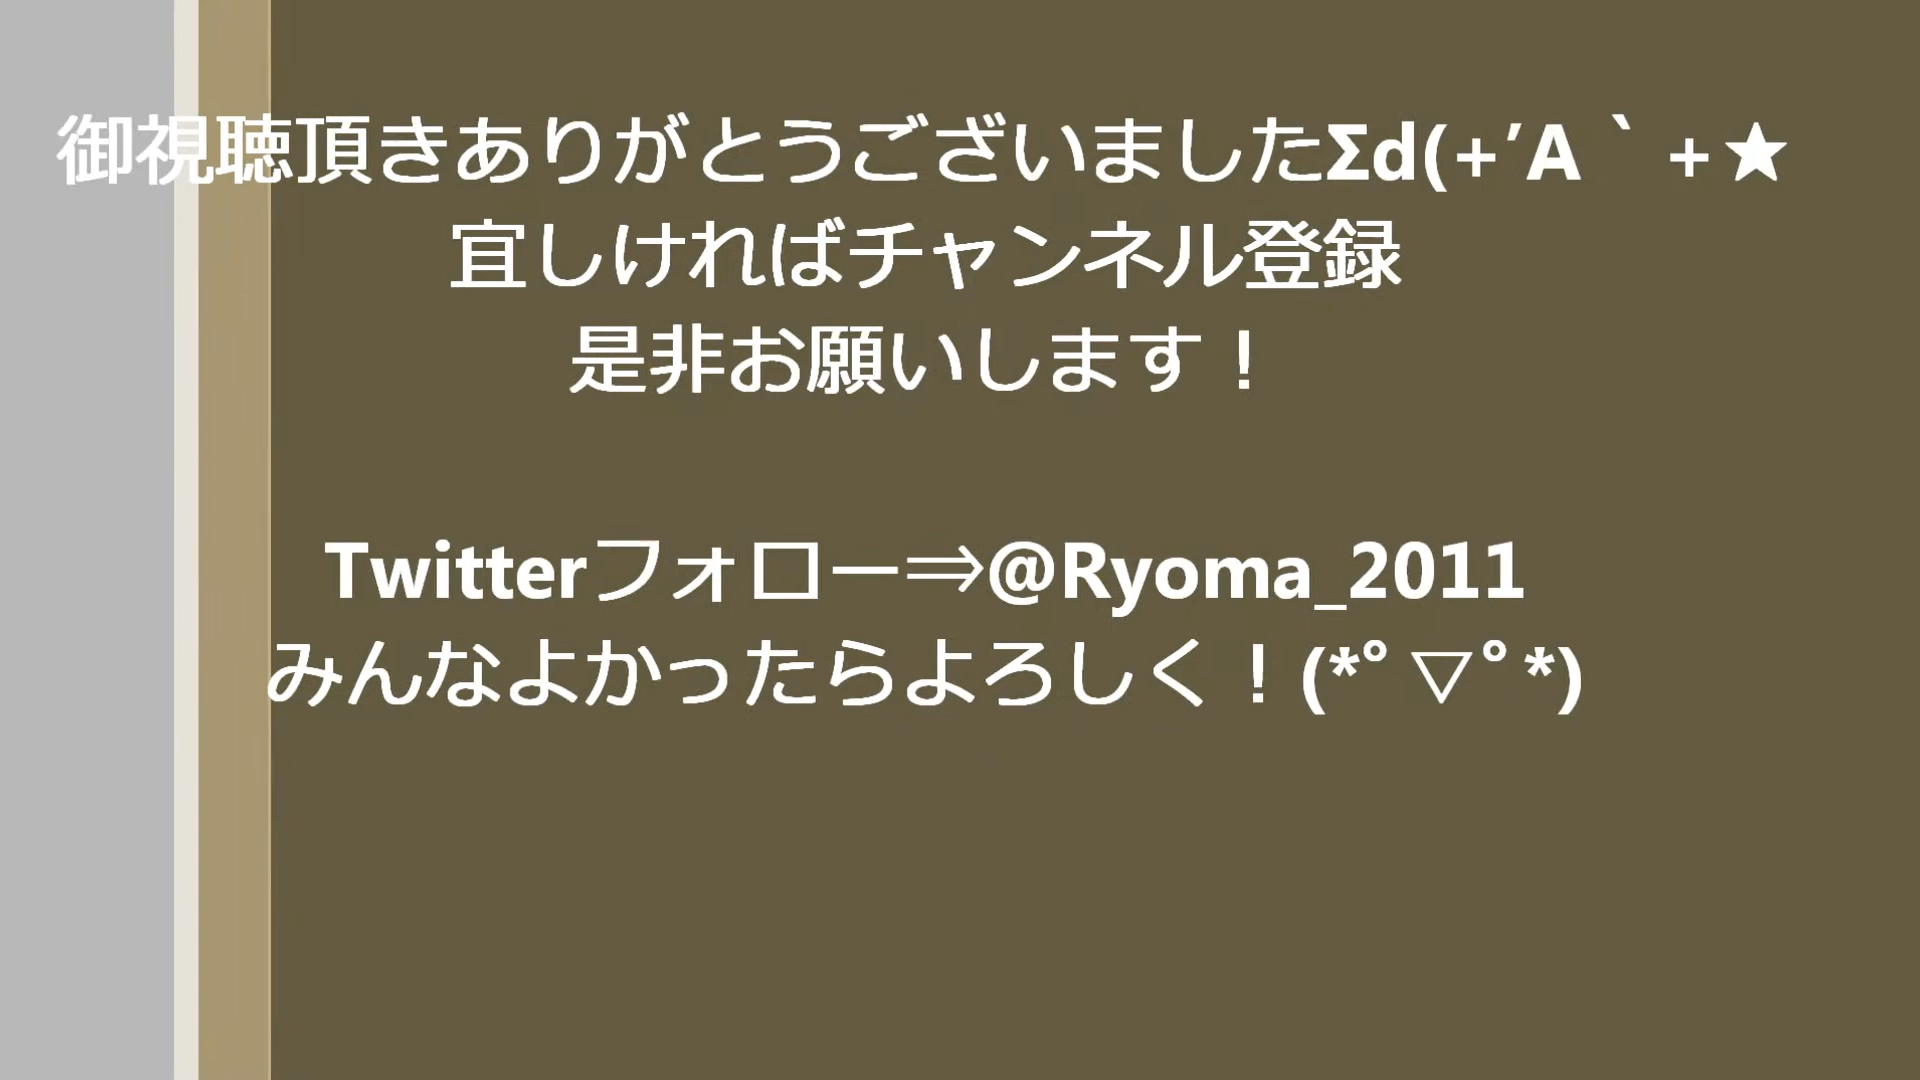 御視聴頂きありがとうございましたΣd(+′A｀+★
宜しければチャンネル登録
是非お願いします！
Twitterフォロー⇒@Ryoma_2011
みんなよかったらよろしく！(*ﾟ▽ﾟ*)